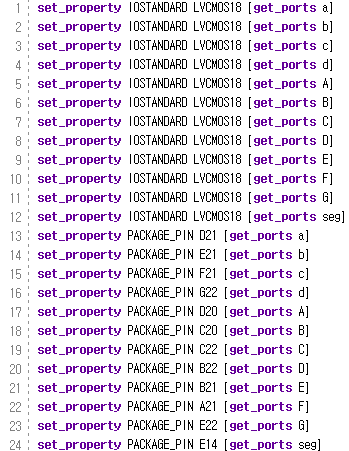 1 set_property IOSTANDARD LVCMOS18 [get_ports a]
2 set_property IOSTANDARD LVCMOS18 [get_ports b]
3 set_property IOSTANDARD LVCMOS18 [get_ports c]
4 set_property IOSTANDARD LVCMOS18 [get_ports d]
5 set_property IOSTANDARD LVCMOS18 [get_ports A]
6 set_property IOSTANDARD LVCMOS18 [get_ports B]
7 set_property IOSTANDARD LVCMOS18 [get_ports C]
8 set_property IOSTANDARD LVCMOS18 [get_ports D]
9 set_property IOSTANDARD LVCMOS18 [get_ports E]
10 set_property IOSTANDARD LVCMOS18 [get_ports F]
11 set_property IOSTANDARD LVCMOS18 [get_ports G]
12 set_property IOSTANDARD LVCMOS18 [get_ports seg]
13 set_property PACKAGE_PIN D21 [get_ports a]
14 set_property PACKAGE_PIN E21 [get_ports b]
15 set_property PACKAGE_PIN F21 [get_ports c]
16 set_property PACKAGE_PIN G22 [get_ports d]
17 set_property PACKAGE_PIN D20 [get_ports A]
18 set_property PACKAGE_PIN C20 [get_ports B]
19 set_property PACKAGE_PIN C22 [get_ports C]
20 set_property PACKAGE_PIN B22 [get_ports D]
21 set_property PACKAGE_PIN B21 [get_ports E]
22 set_property PACKAGE_PIN A21 [get_ports F]
23 set_property PACKAGE_PIN E22 [get_ports G]
24 set_property PACKAGE_PIN E14 [get_ports seg]